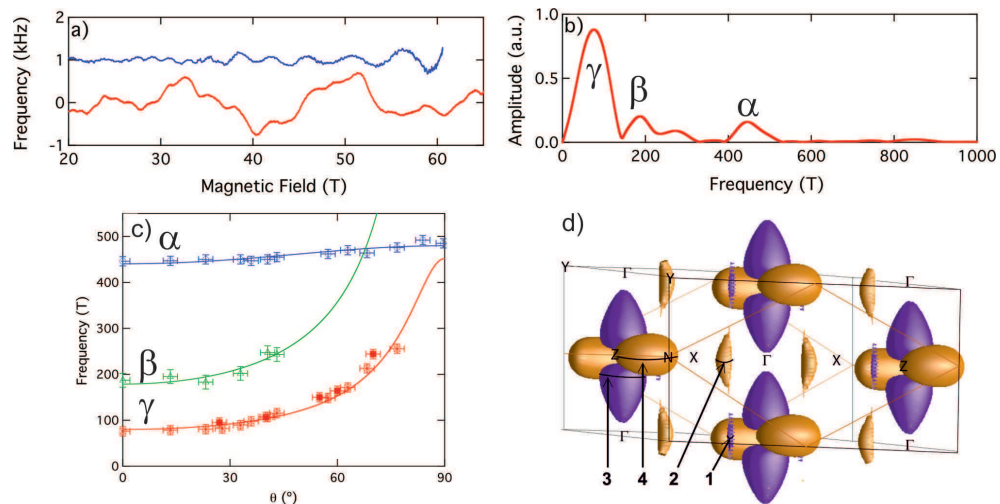 a)
Frequency (kHz)
2
1
0
-1
20
30
40
50
60
Magnetic Field (T)
b)
Amplitude (a.u.)
1.0
0.5
0.0
γ
β
α
0
200
400
600
800
1000
Frequency (T)
c)
α
β
γ
Frequency (T)
500
400
300
200
100
0
0
30
60
90
θ (°)
d)
Y
Γ
Y
Γ
Z
N
X
Γ
X
Z
Γ
Y
Γ
3
4
2
1